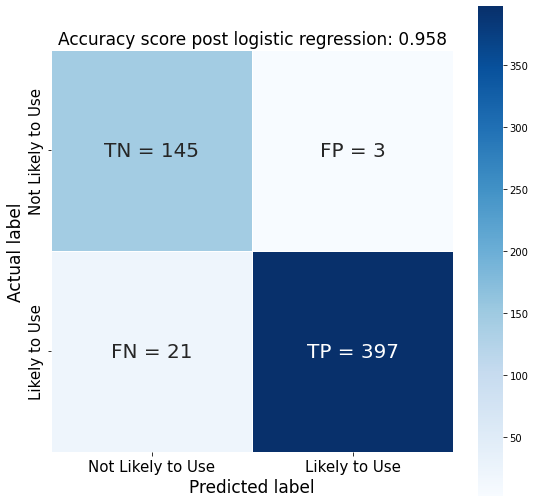 Accuracy score post logistic regression: 0.958
Actual label
Not Likely to Use
Likely to Use
TN = 145
FP = 3
FN = 21
TP = 397
Not Likely to Use
Likely to Use
Predicted label
350
300
250
200
150
100
50